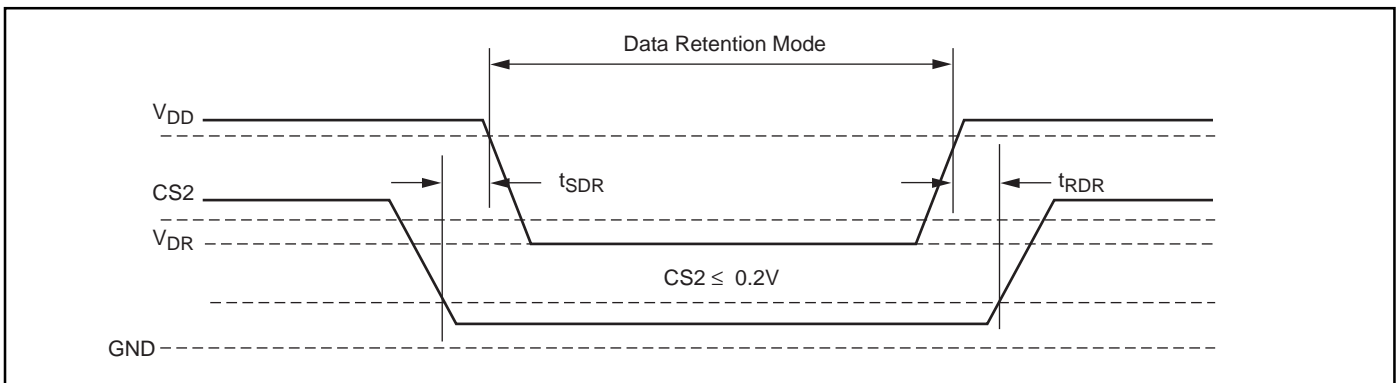 Data Retention Mode
VDD
tSDR
tRDR
CS2
VDR
CS2 ≤ 0.2V
GND